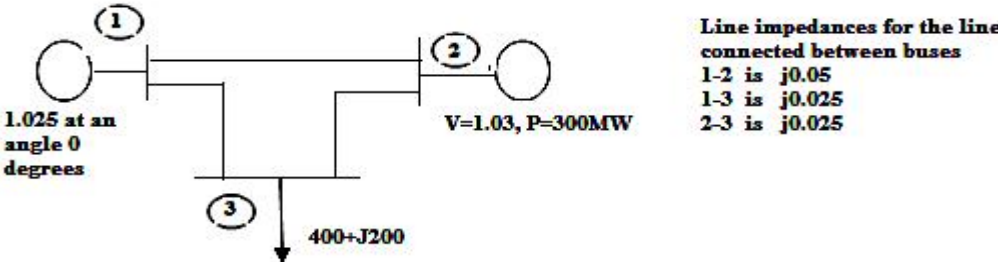 1
2
1.025 at an
angle 0
degrees
V=1.03, P=300MW
3
400+J200
Line impedances for the line
connected between buses
1-2 is j0.05
1-3 is j0.025
2-3 is j0.025